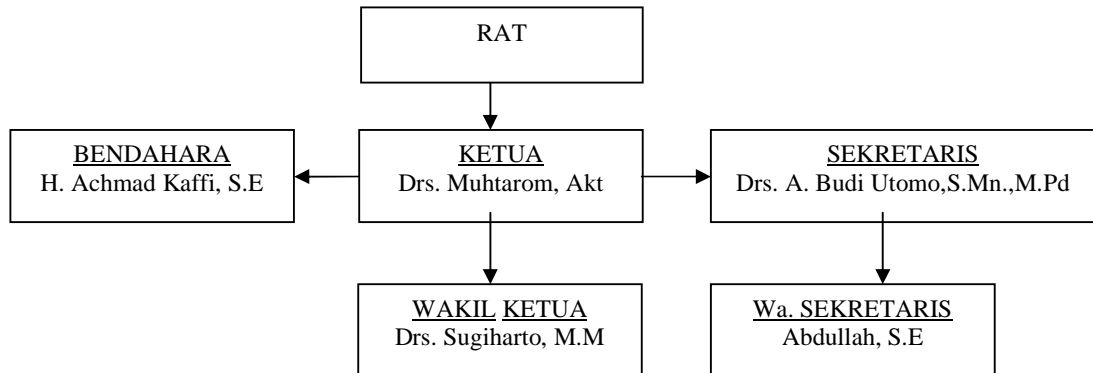 RAT
BENDAHARA
H. Achmad Kaffi, S.E
KETUA
Drs. Muhtarom, Akt
SEKRETARIS
Drs. A. Budi Utomo,S.Mn.,M.Pd
WAKIL KETUA
Drs. Sugiharto, M.M
Wa. SEKRETARIS
Abdullah, S.E